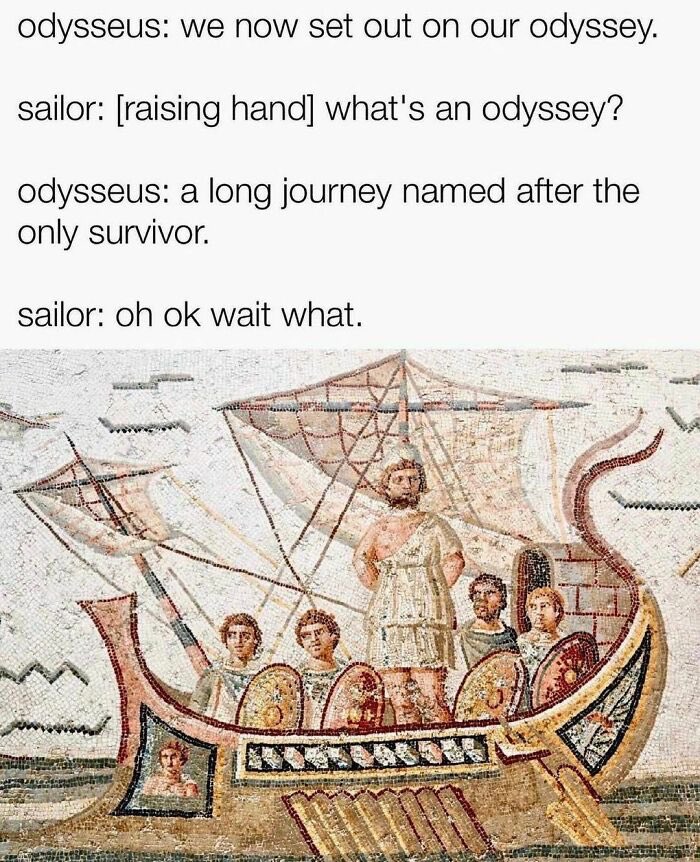 odysseus: we now set out on our odyssey.
sailor: [raising hand] what's an odyssey?
odysseus: a long journey named after the
only survivor.
sailor: oh ok wait what.